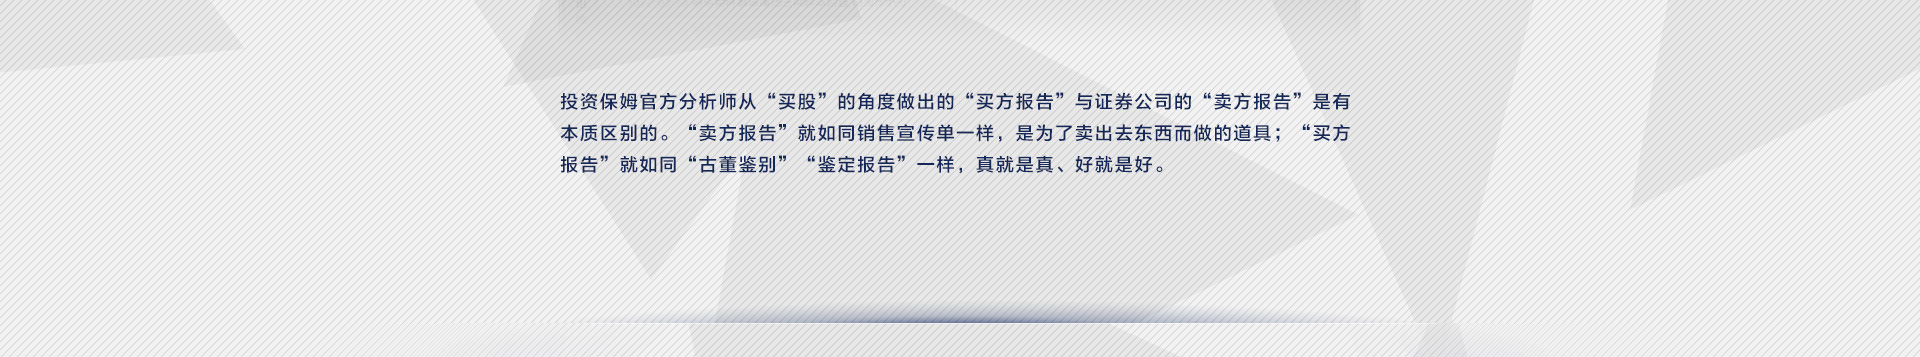 投资保姆官方分析师从“买股”的角度做出的“买方报告”与证券公司的“卖方报告”是有
本质区别的。“卖方报告”就如同销售宣传单一样，是为了卖出去东西而做的道具；“买方
报告”就如同“古董鉴别”“鉴定报告”一样，真就是真、好就是好。